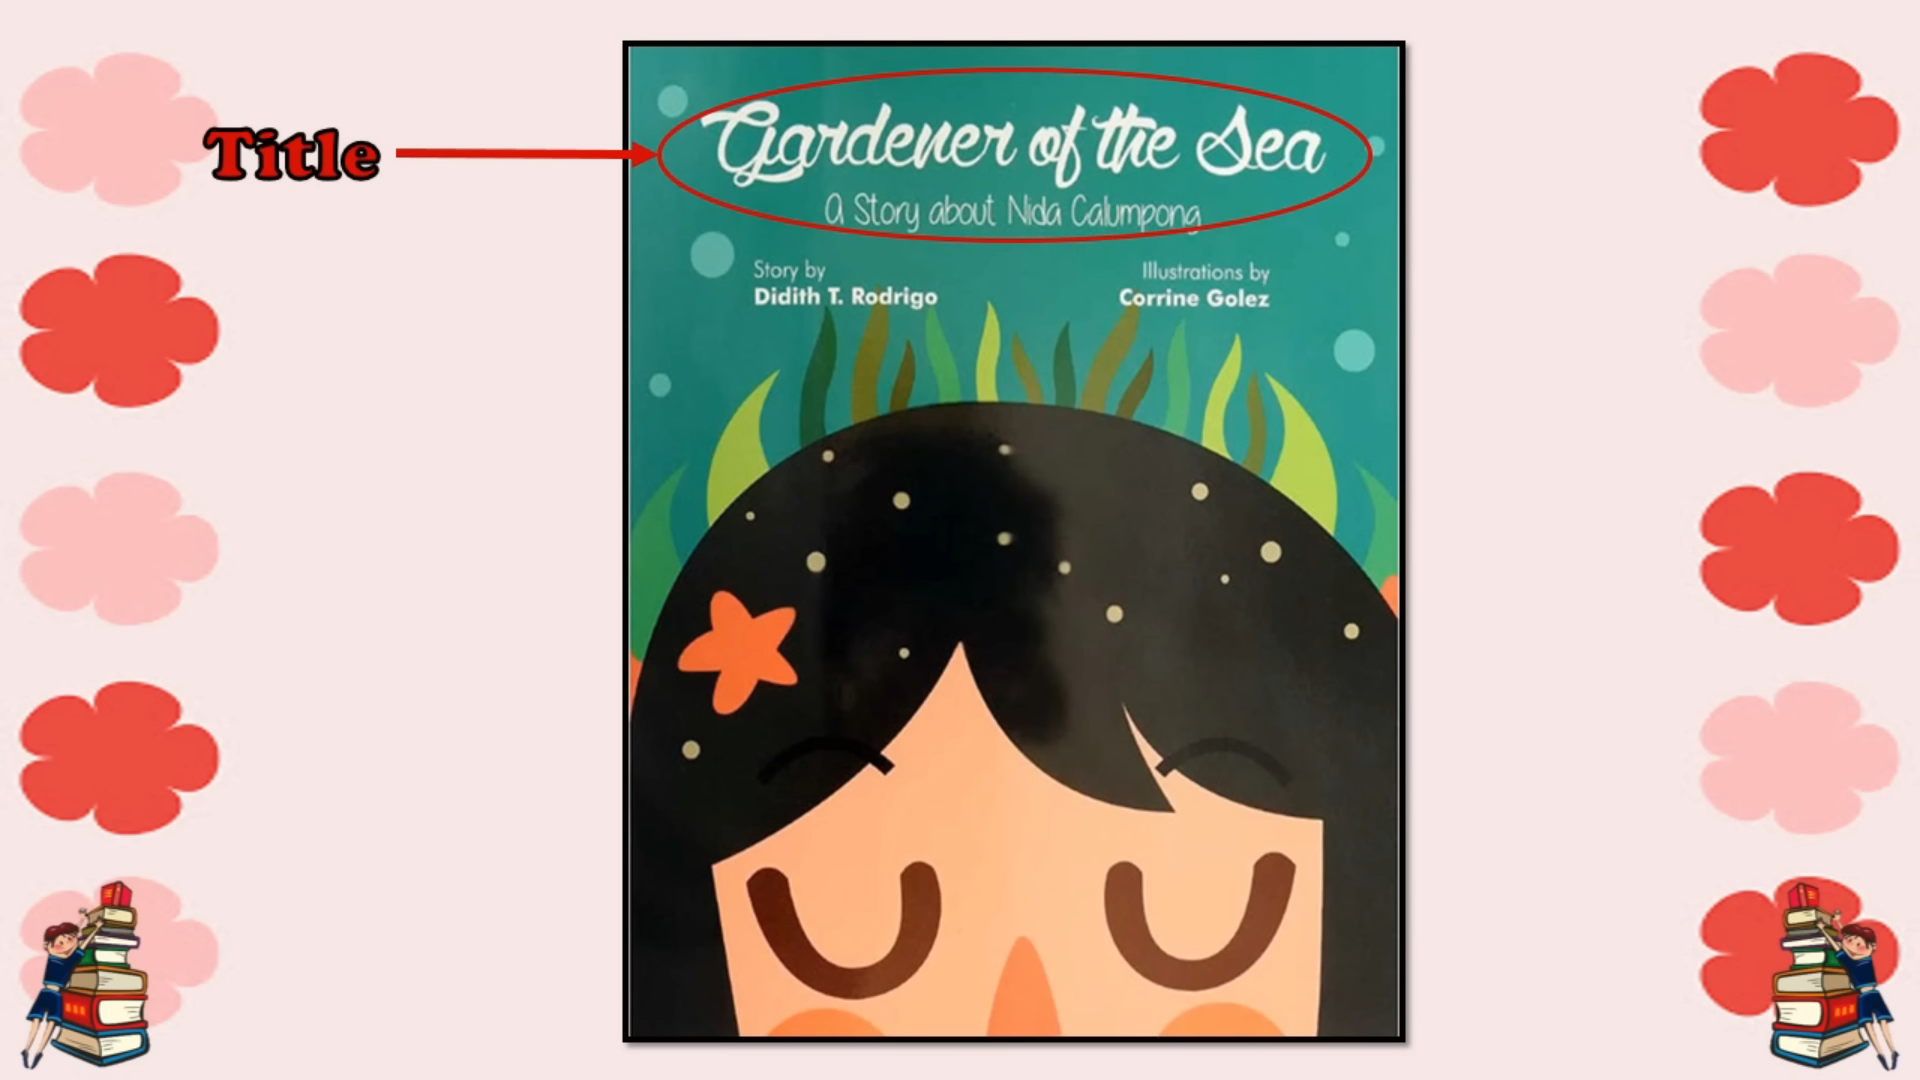 Title
Gardener of the Sea
A Story about Nida Calumpong
Story by
Didith T. Rodrigo
Illustrations by
Corrine Golez